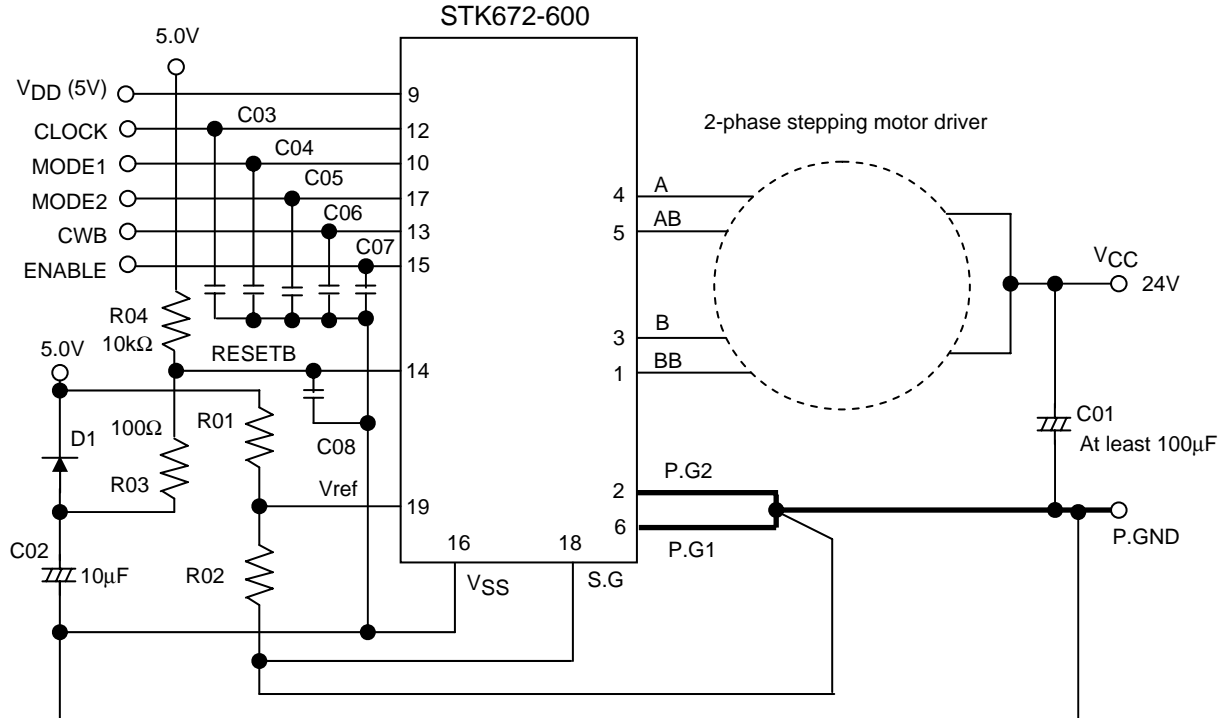 STK672-600
5.0V
VDD (5V)
9
CLOCK
C03
12
MODE1
C04
10
MODE2
C05
17
CWB
C06
13
ENABLE
C07
15
2-phase stepping motor driver
4
A
5
AB
3
B
1
BB
VCC
24V
R04
10kΩ
5.0V
RESETB
14
D1
100Ω
R03
R01
C08
C01
At least 100µF
Vref
19
2
P.G2
6
P.G1
P.GND
C02
10µF
R02
16
VSS
18
S.G